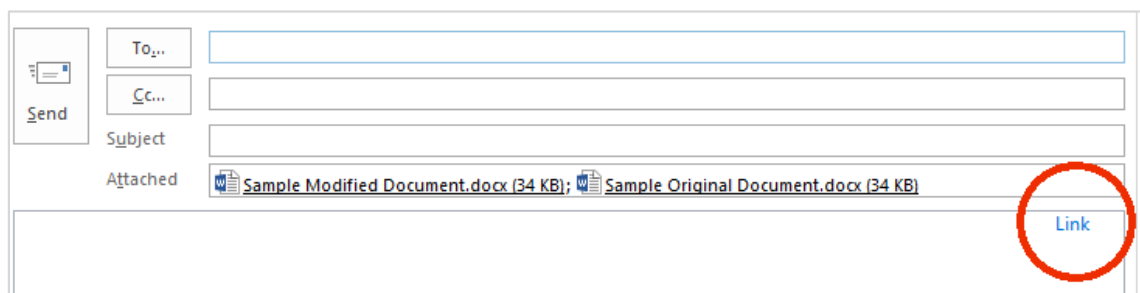 To...
Send
Cc...
Subject
Attached Sample Modified Document.docx (34 KB); Sample Original Document.docx (34 KB)
Link